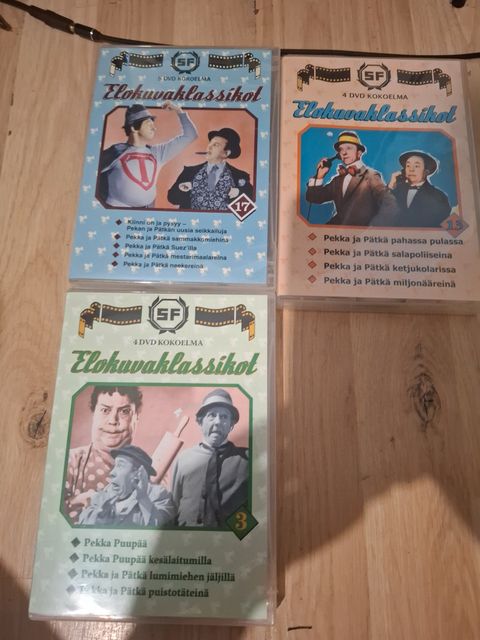 SF
5 DVD KOKOELMA
Elokuvaklassikot
17
Kiinni on ja pysyy –
Pekan ja Pätkän uusia seikkailuja
Pekka ja Pätkä sammakkomiehinä
Pekka ja Pätkä Suez'illa
Pekka ja Pätkä mestarimaalareina
Pekka ja Pätkä neekereinä
SF
4 DVD KOKOELMA
Elokuvaklassikot
13
Pekka ja Pätkä pahassa pulassa
Pekka ja Pätkä salapoliiseina
Pekka ja Pätkä ketjukolarissa
Pekka ja Pätkä miljonääreinä
SF
4 DVD KOKOELMA
Elokuvaklassikot
3
Pekka Puupää
Pekka Puupää kesälaitumilla
Pekka ja Pätkä lumimiehen jäljillä
Pekka ja Pätkä puistotäteinä